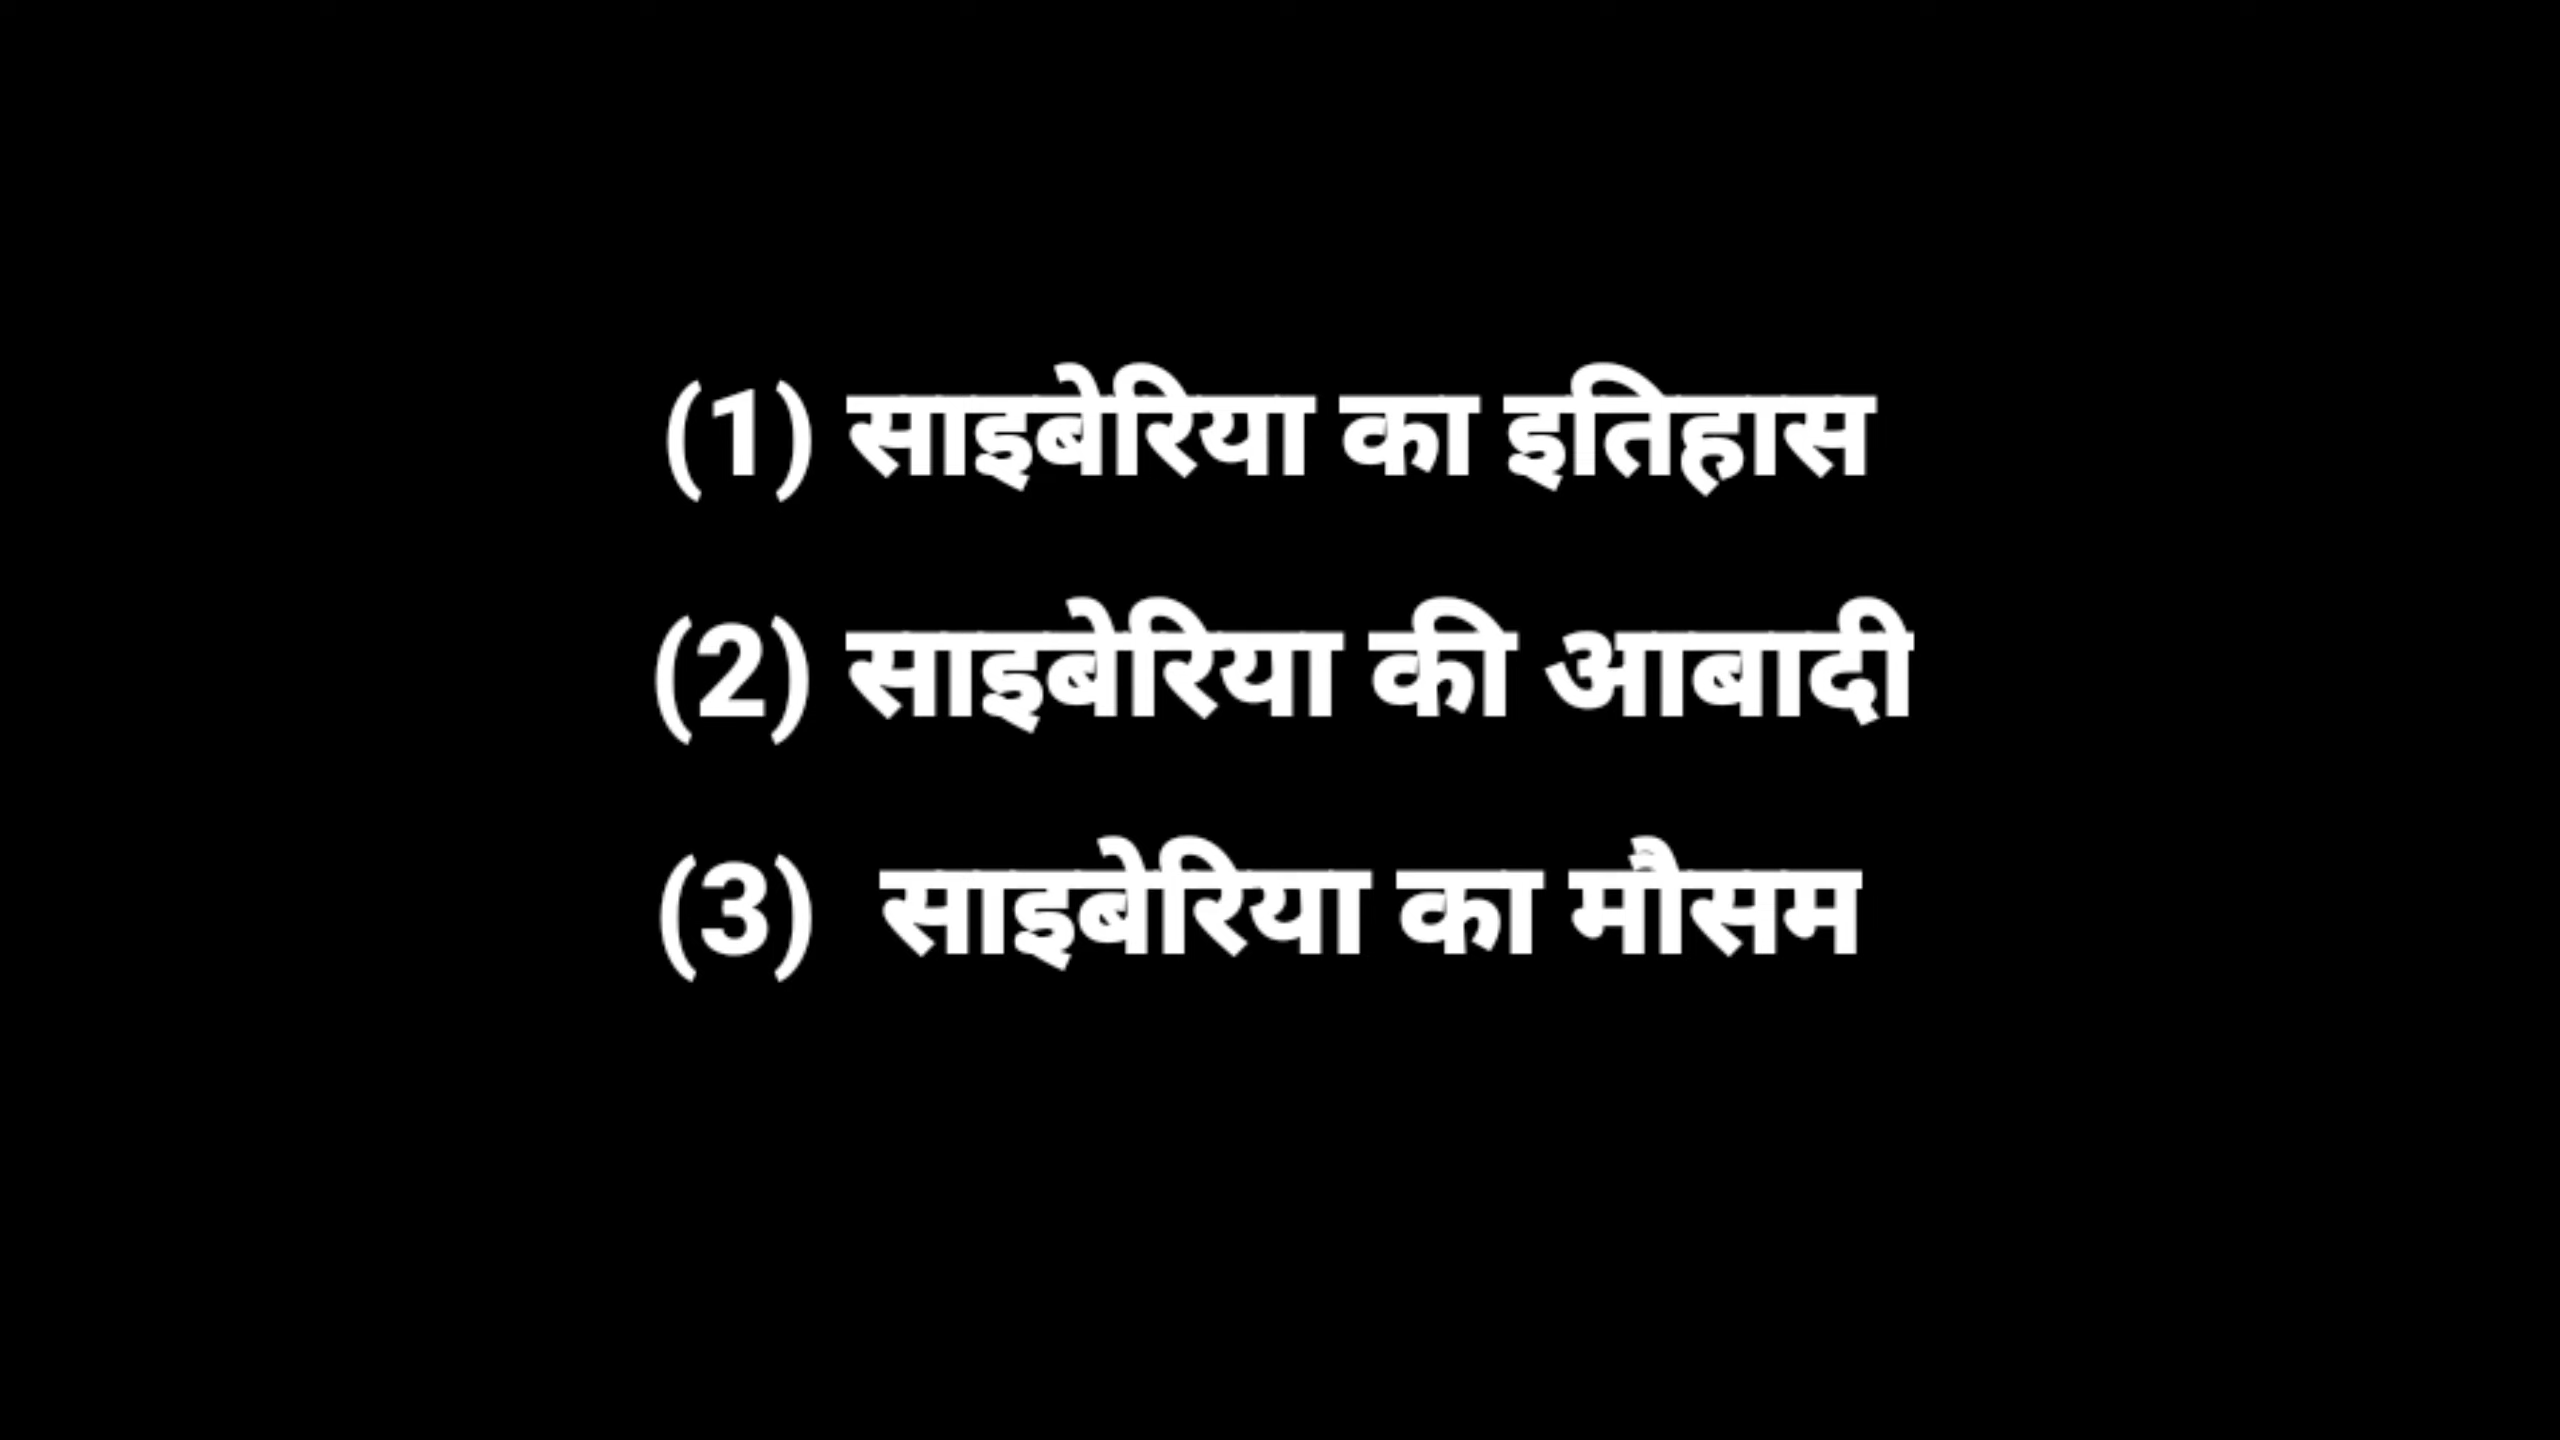 (1) साइबेरिया का इतिहास
(2) साइबेरिया की आबादी
(3) साइबेरिया का मौसम